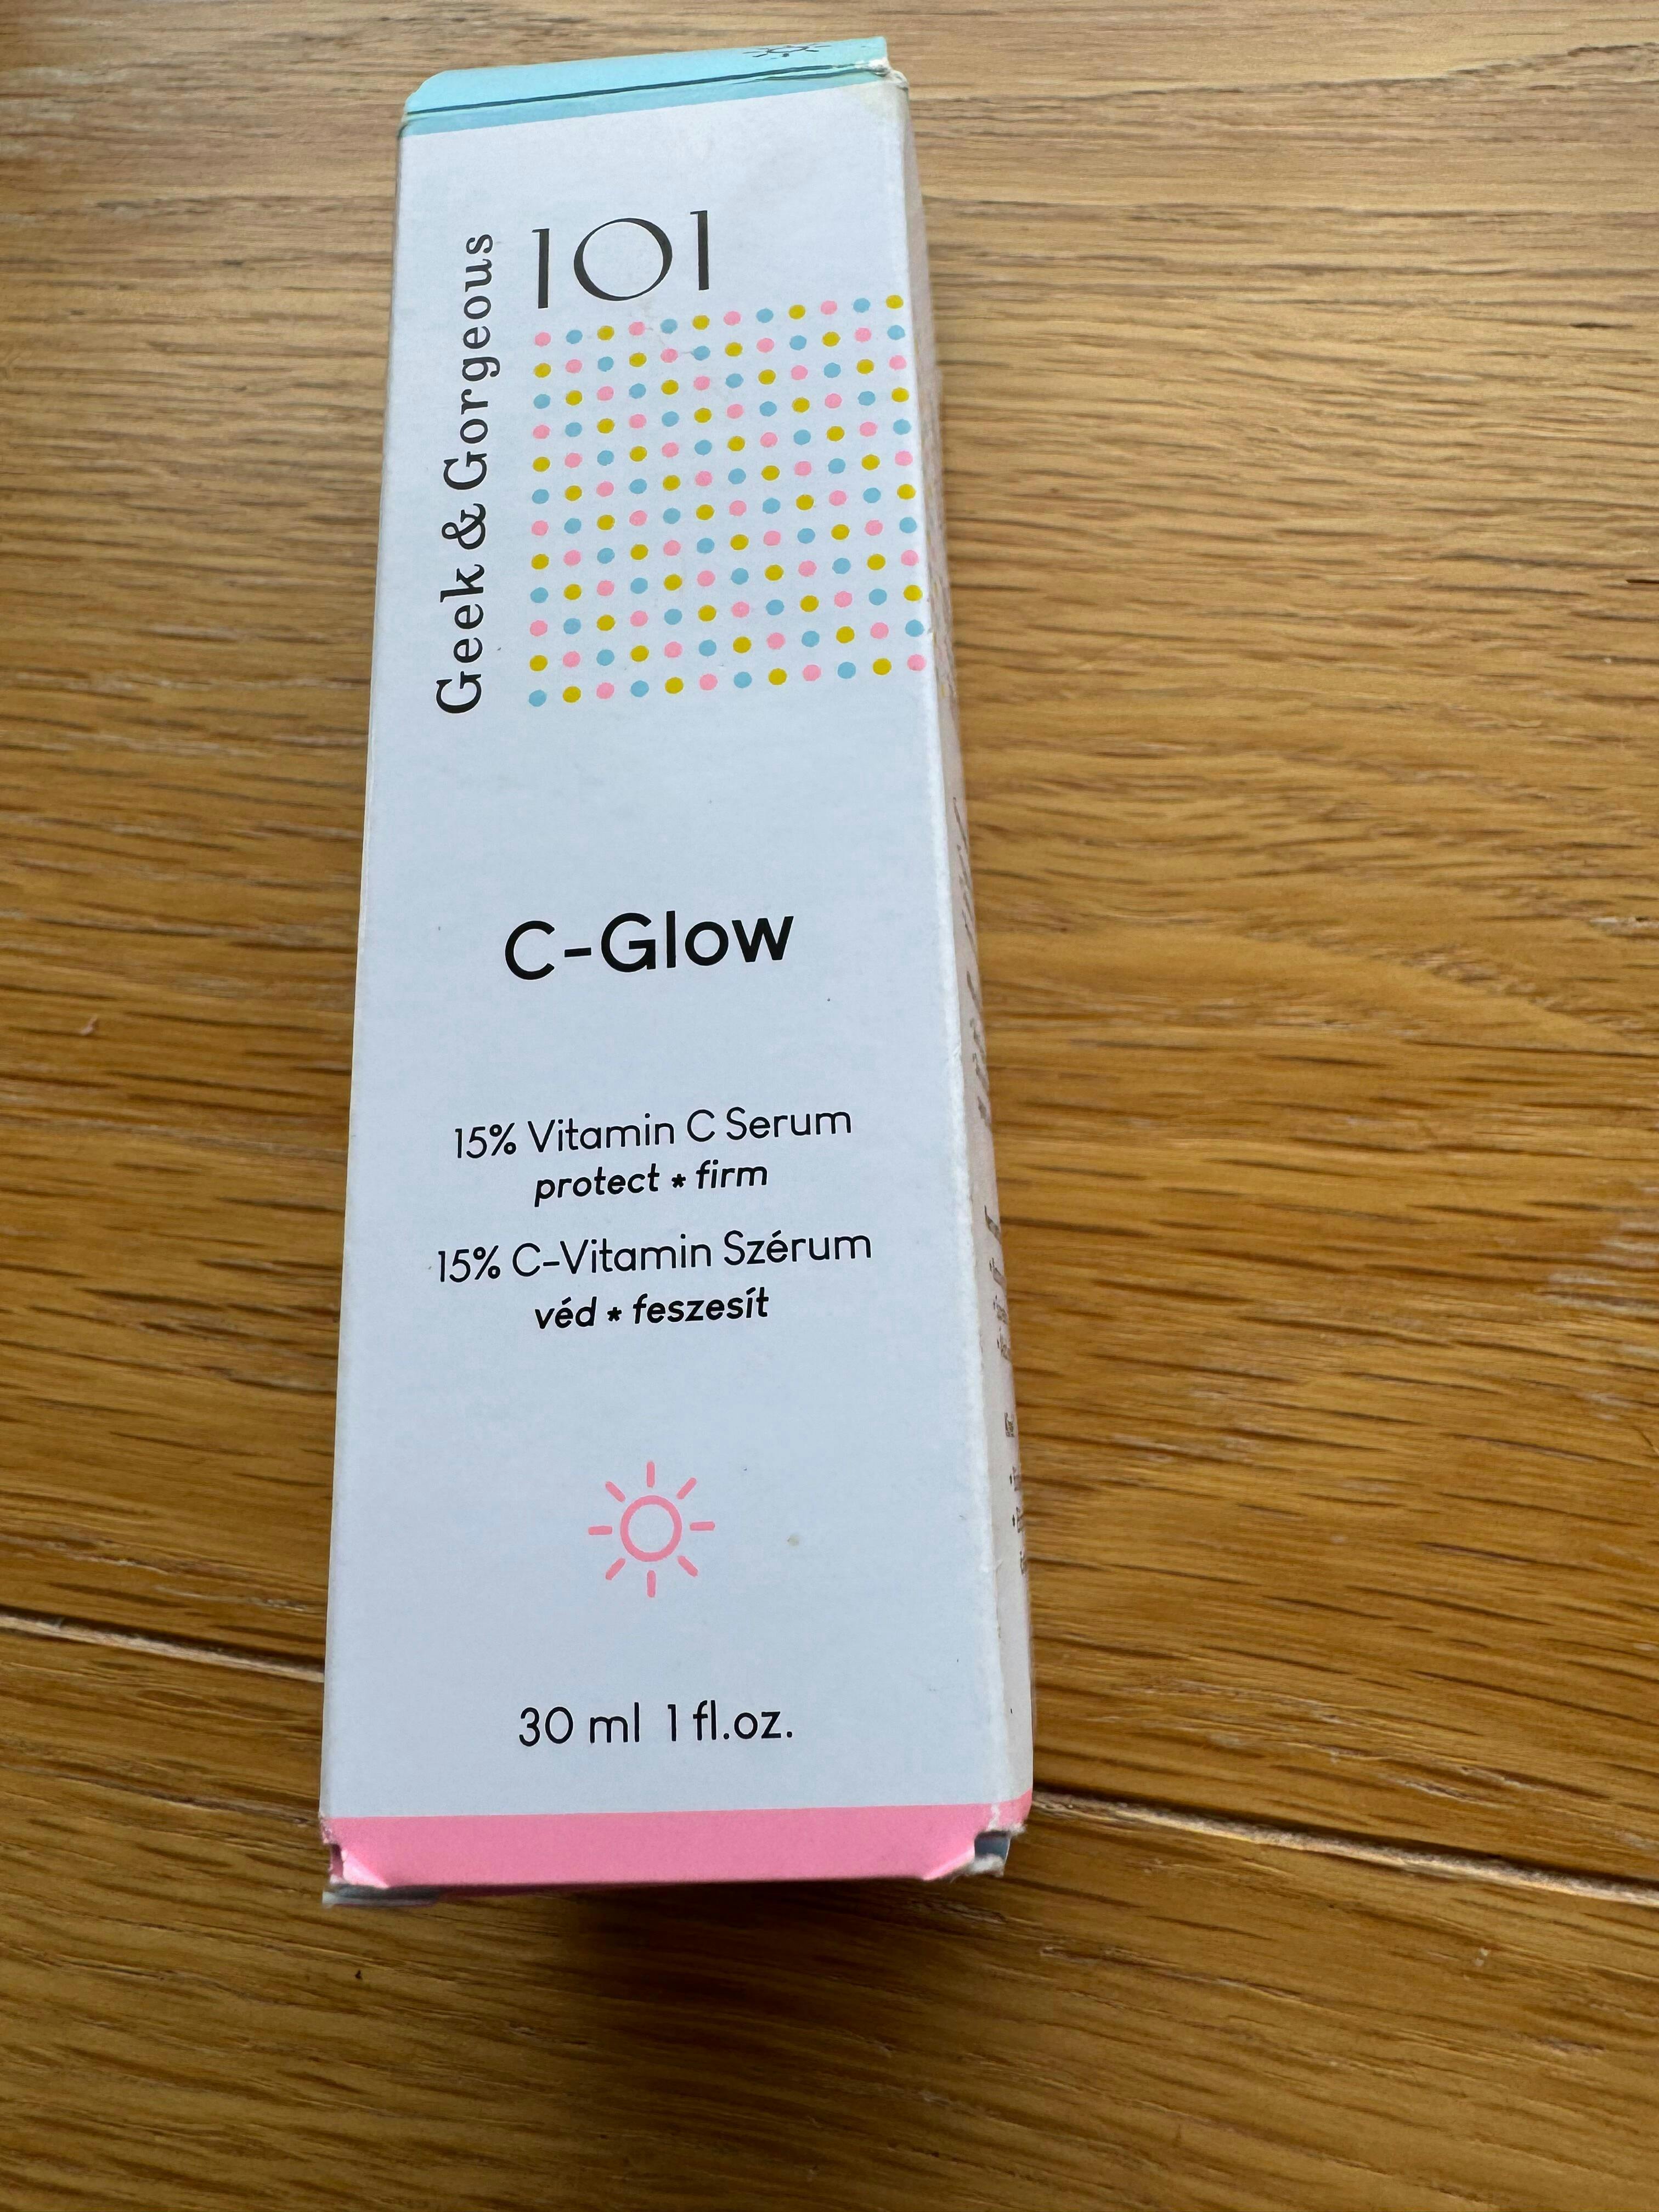 101
Geek & Gorgeous
C-Glow
15% Vitamin C Serum
protect * firm
15% C-Vitamin Szérum
véd * feszesít
30 ml 1 fl.oz.